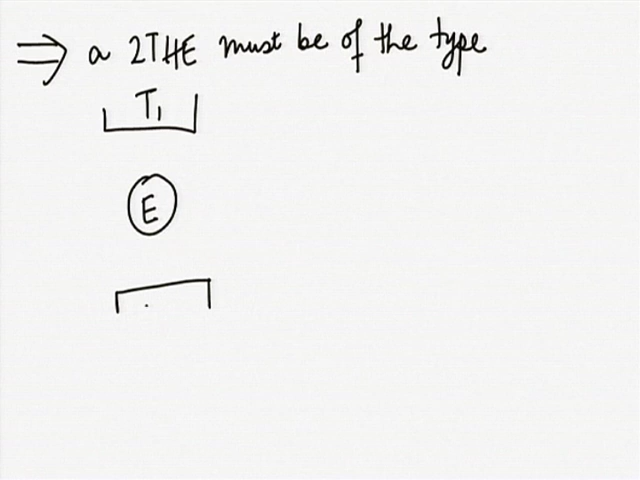 ⇒ a 2THE must be of the type
T₁
E